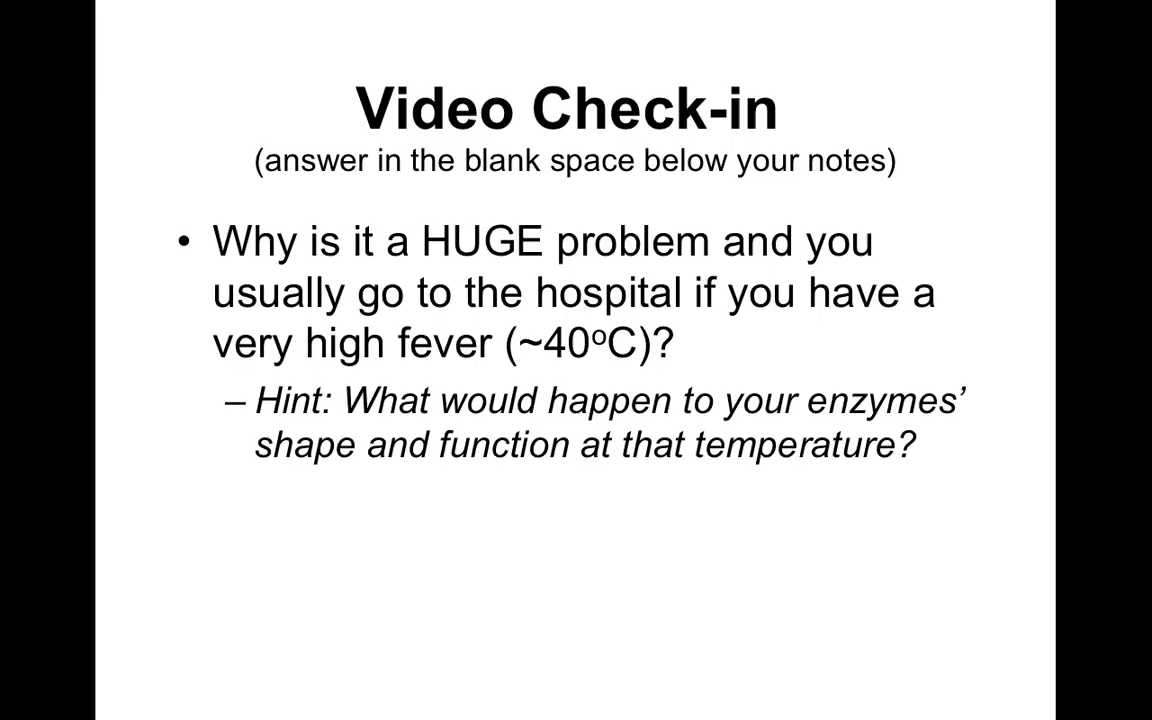 Video Check-in
(answer in the blank space below your notes)
• Why is it a HUGE problem and you
usually go to the hospital if you have a
very high fever (~40ºC)?
– Hint: What would happen to your enzymes’
shape and function at that temperature?